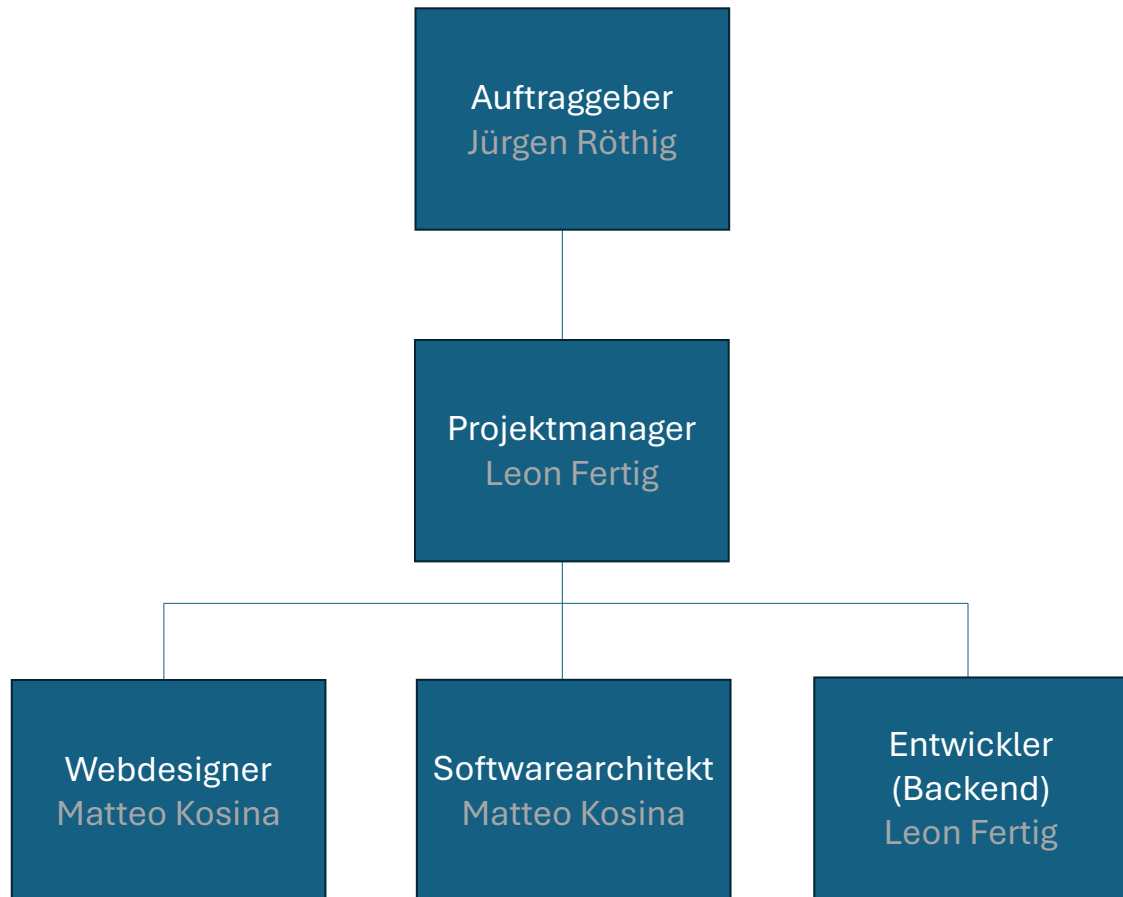 Auftraggeber
Jürgen Röthig
Projektmanager
Leon Fertig
Webdesigner
Matteo Kosina
Softwarearchitekt
Matteo Kosina
Entwickler
(Backend)
Leon Fertig